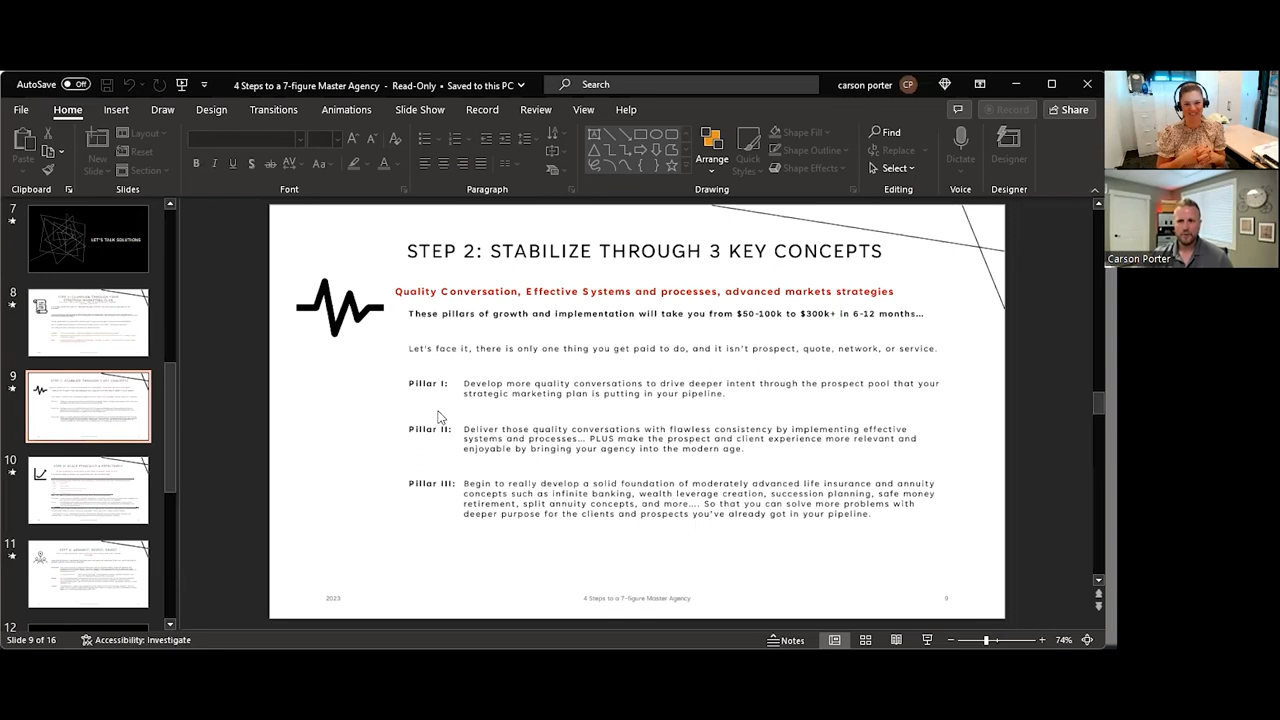 AutoSave Off
4 Steps to a 7-figure Master Agency - Read-Only • Saved to this PC
Search
carson porter CP
File Home Insert Draw Design Transitions Animations Slide Show Record Review View Help
Record Share
Paste
New
Slide
Layout
Reset
Section
B I U S ab AV Aa A
Arrange
Quick
Styles
Shape Fill
Shape Outline
Shape Effects
Find
Replace
Select
Dictate
Designer
Clipboard Slides Font Paragraph Drawing Editing Voice Designer
7
LET'S TALK SOLUTIONS
8
9
10
11
12
STEP 2: STABILIZE THROUGH 3 KEY CONCEPTS
Quality Conversation, Effective Systems and processes, advanced markets strategies
These pillars of growth and implementation will take you from $50-100k to $300k+ in 6-12 months...
Let's face it, there is only one thing you get paid to do, and it isn't prospect, quote, network, or service.
Pillar I: Develop more quality conversations to drive deeper intent through the prospect pool that your
strategic marketing plan is putting in your pipeline.
Pillar II: Deliver those quality conversations with flawless consistency by implementing effective
systems and processes... PLUS make the prospect and client experience more relevant and
enjoyable by bringing your agency into the modern age.
Pillar III: Begin to really develop a solid foundation of moderately advanced life insurance and annuity
concepts such as infinite banking, wealth leverage creation, succession planning, safe money
retirement, split annuity concepts, and more.... So that you can solve more problems with
deeper purpose for the clients and prospects you've already got in your pipeline.
2023 4 Steps to a 7-figure Master Agency 9
Carson Porter
Slide 9 of 16 Accessibility: Investigate Notes 74%